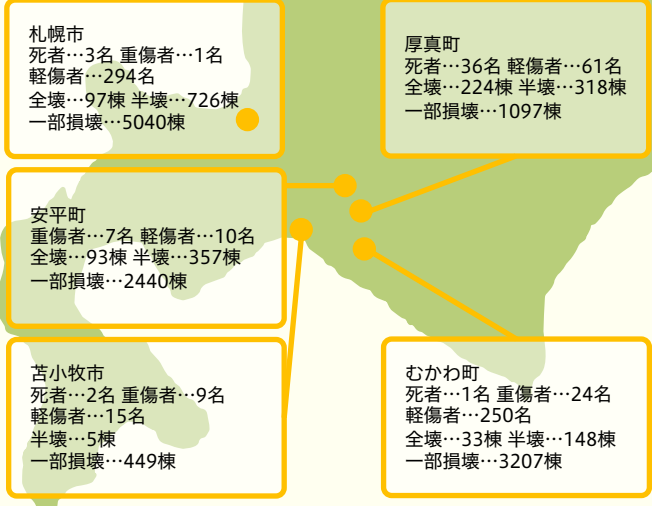 札幌市
死者…3名 重傷者…1名
軽傷者…294名
全壊…97棟 半壊…726棟
一部損壊…5040棟
厚真町
死者…36名 軽傷者…61名
全壊…224棟 半壊…318棟
一部損壊…1097棟
安平町
重傷者…7名 軽傷者…10名
全壊…93棟 半壊…357棟
一部損壊…2440棟
苫小牧市
死者…2名 重傷者…9名
軽傷者…15名
半壊…5棟
一部損壊…449棟
むかわ町
死者…1名 重傷者…24名
軽傷者…250名
全壊…33棟 半壊…148棟
一部損壊…3207棟